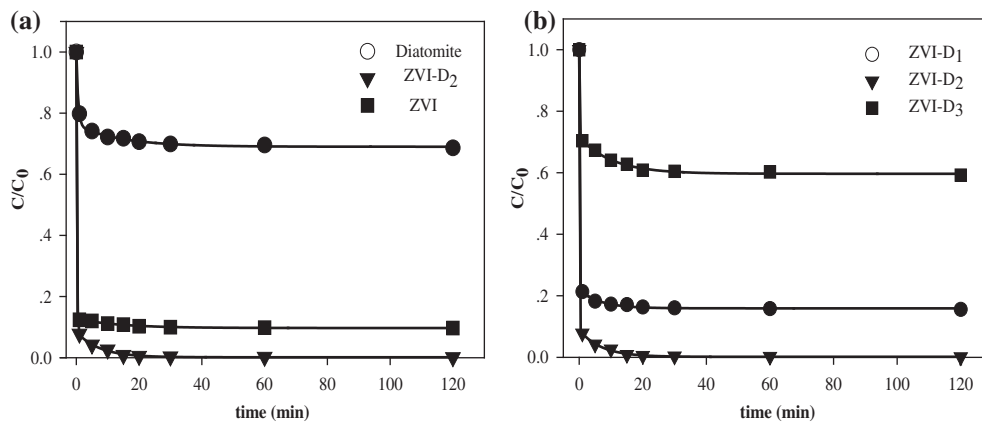 (a)
Diatomite
ZVI-D2
ZVI
C/C0
1.0
.8
.6
.4
.2
0.0
0 20 40 60 80 100 120
time (min)
(b)
ZVI-D1
ZVI-D2
ZVI-D3
C/C0
1.0
.8
.6
.4
.2
0.0
0 20 40 60 80 100 120
time (min)